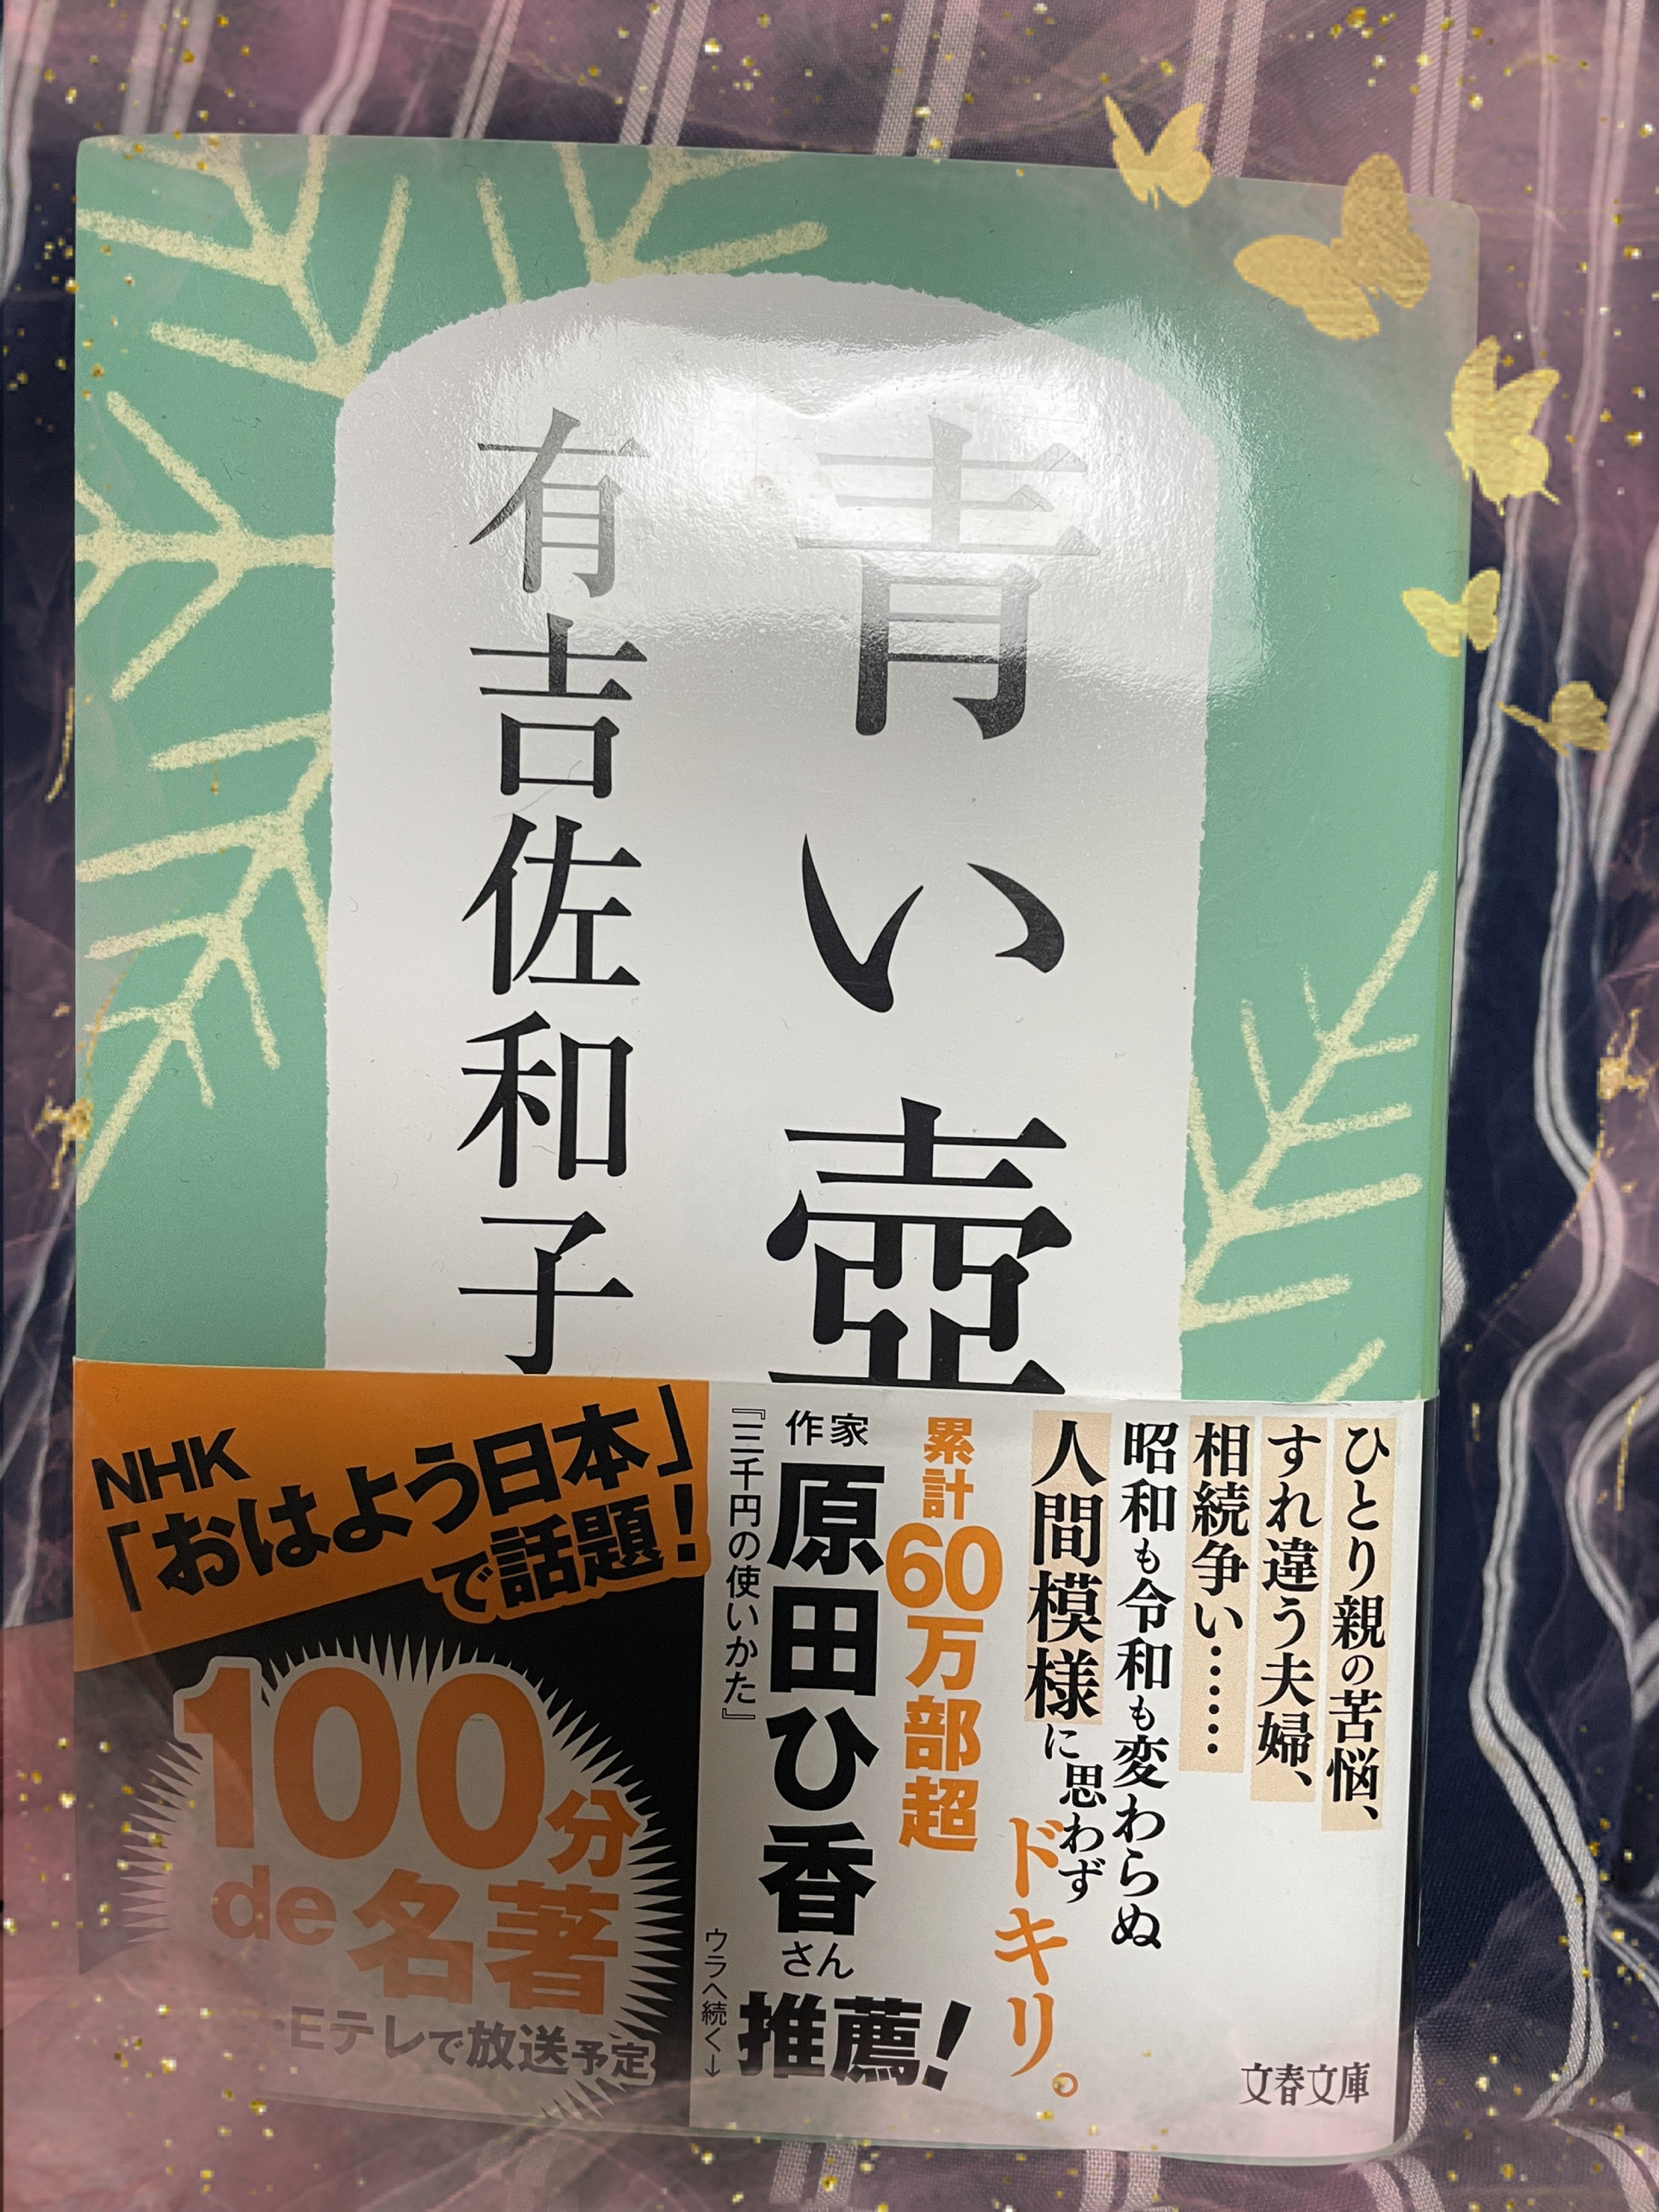 青い壺
有吉佐和子
ひとり親の苦悩、
すれ違う夫婦、
相続争い……
昭和も令和も変わらぬ
人間模様に思わず
ドキリ。
累計60万部超
作家
原田ひ香さん
推薦!
『三千円の使いかた』
ウラへ続く↓
NHK
「おはよう日本」
で話題!
100分
de名著
・Eテレで放送予定
文春文庫